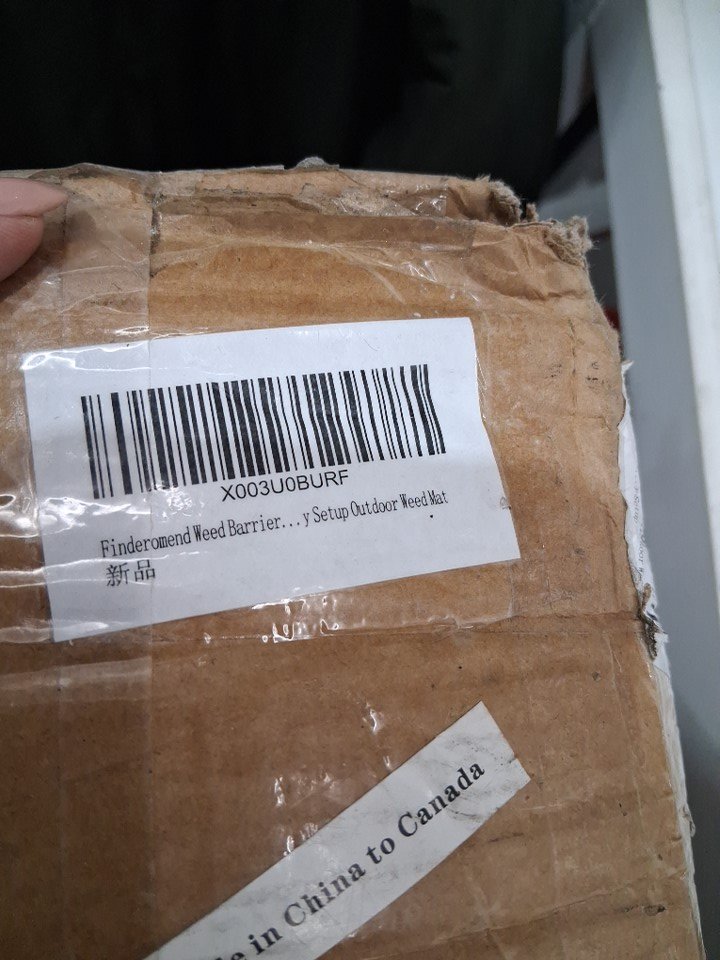 X003U0BURF
Finderomend Weed Barrier...y Setup Outdoor Weed Mat
新品
in China to Canada